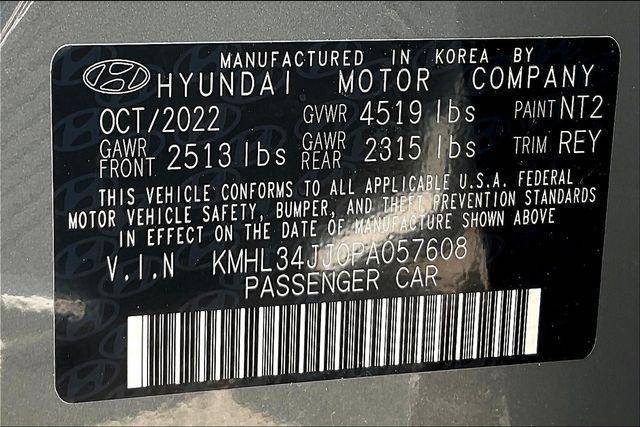 MANUFACTURED IN KOREA BY
HYUNDAI MOTOR COMPANY
OCT/2022 GVWR 4519 lbs PAINT NT2
GAWR FRONT 2513 lbs GAWR REAR 2315 lbs TRIM REY
THIS VEHICLE CONFORMS TO ALL APPLICABLE U.S.A. FEDERAL
MOTOR VEHICLE SAFETY, BUMPER, AND THEFT PREVENTION STANDARDS
IN EFFECT ON THE DATE OF MANUFACTURE SHOWN ABOVE
V.I.N KMHL34JJ0PA057608
PASSENGER CAR